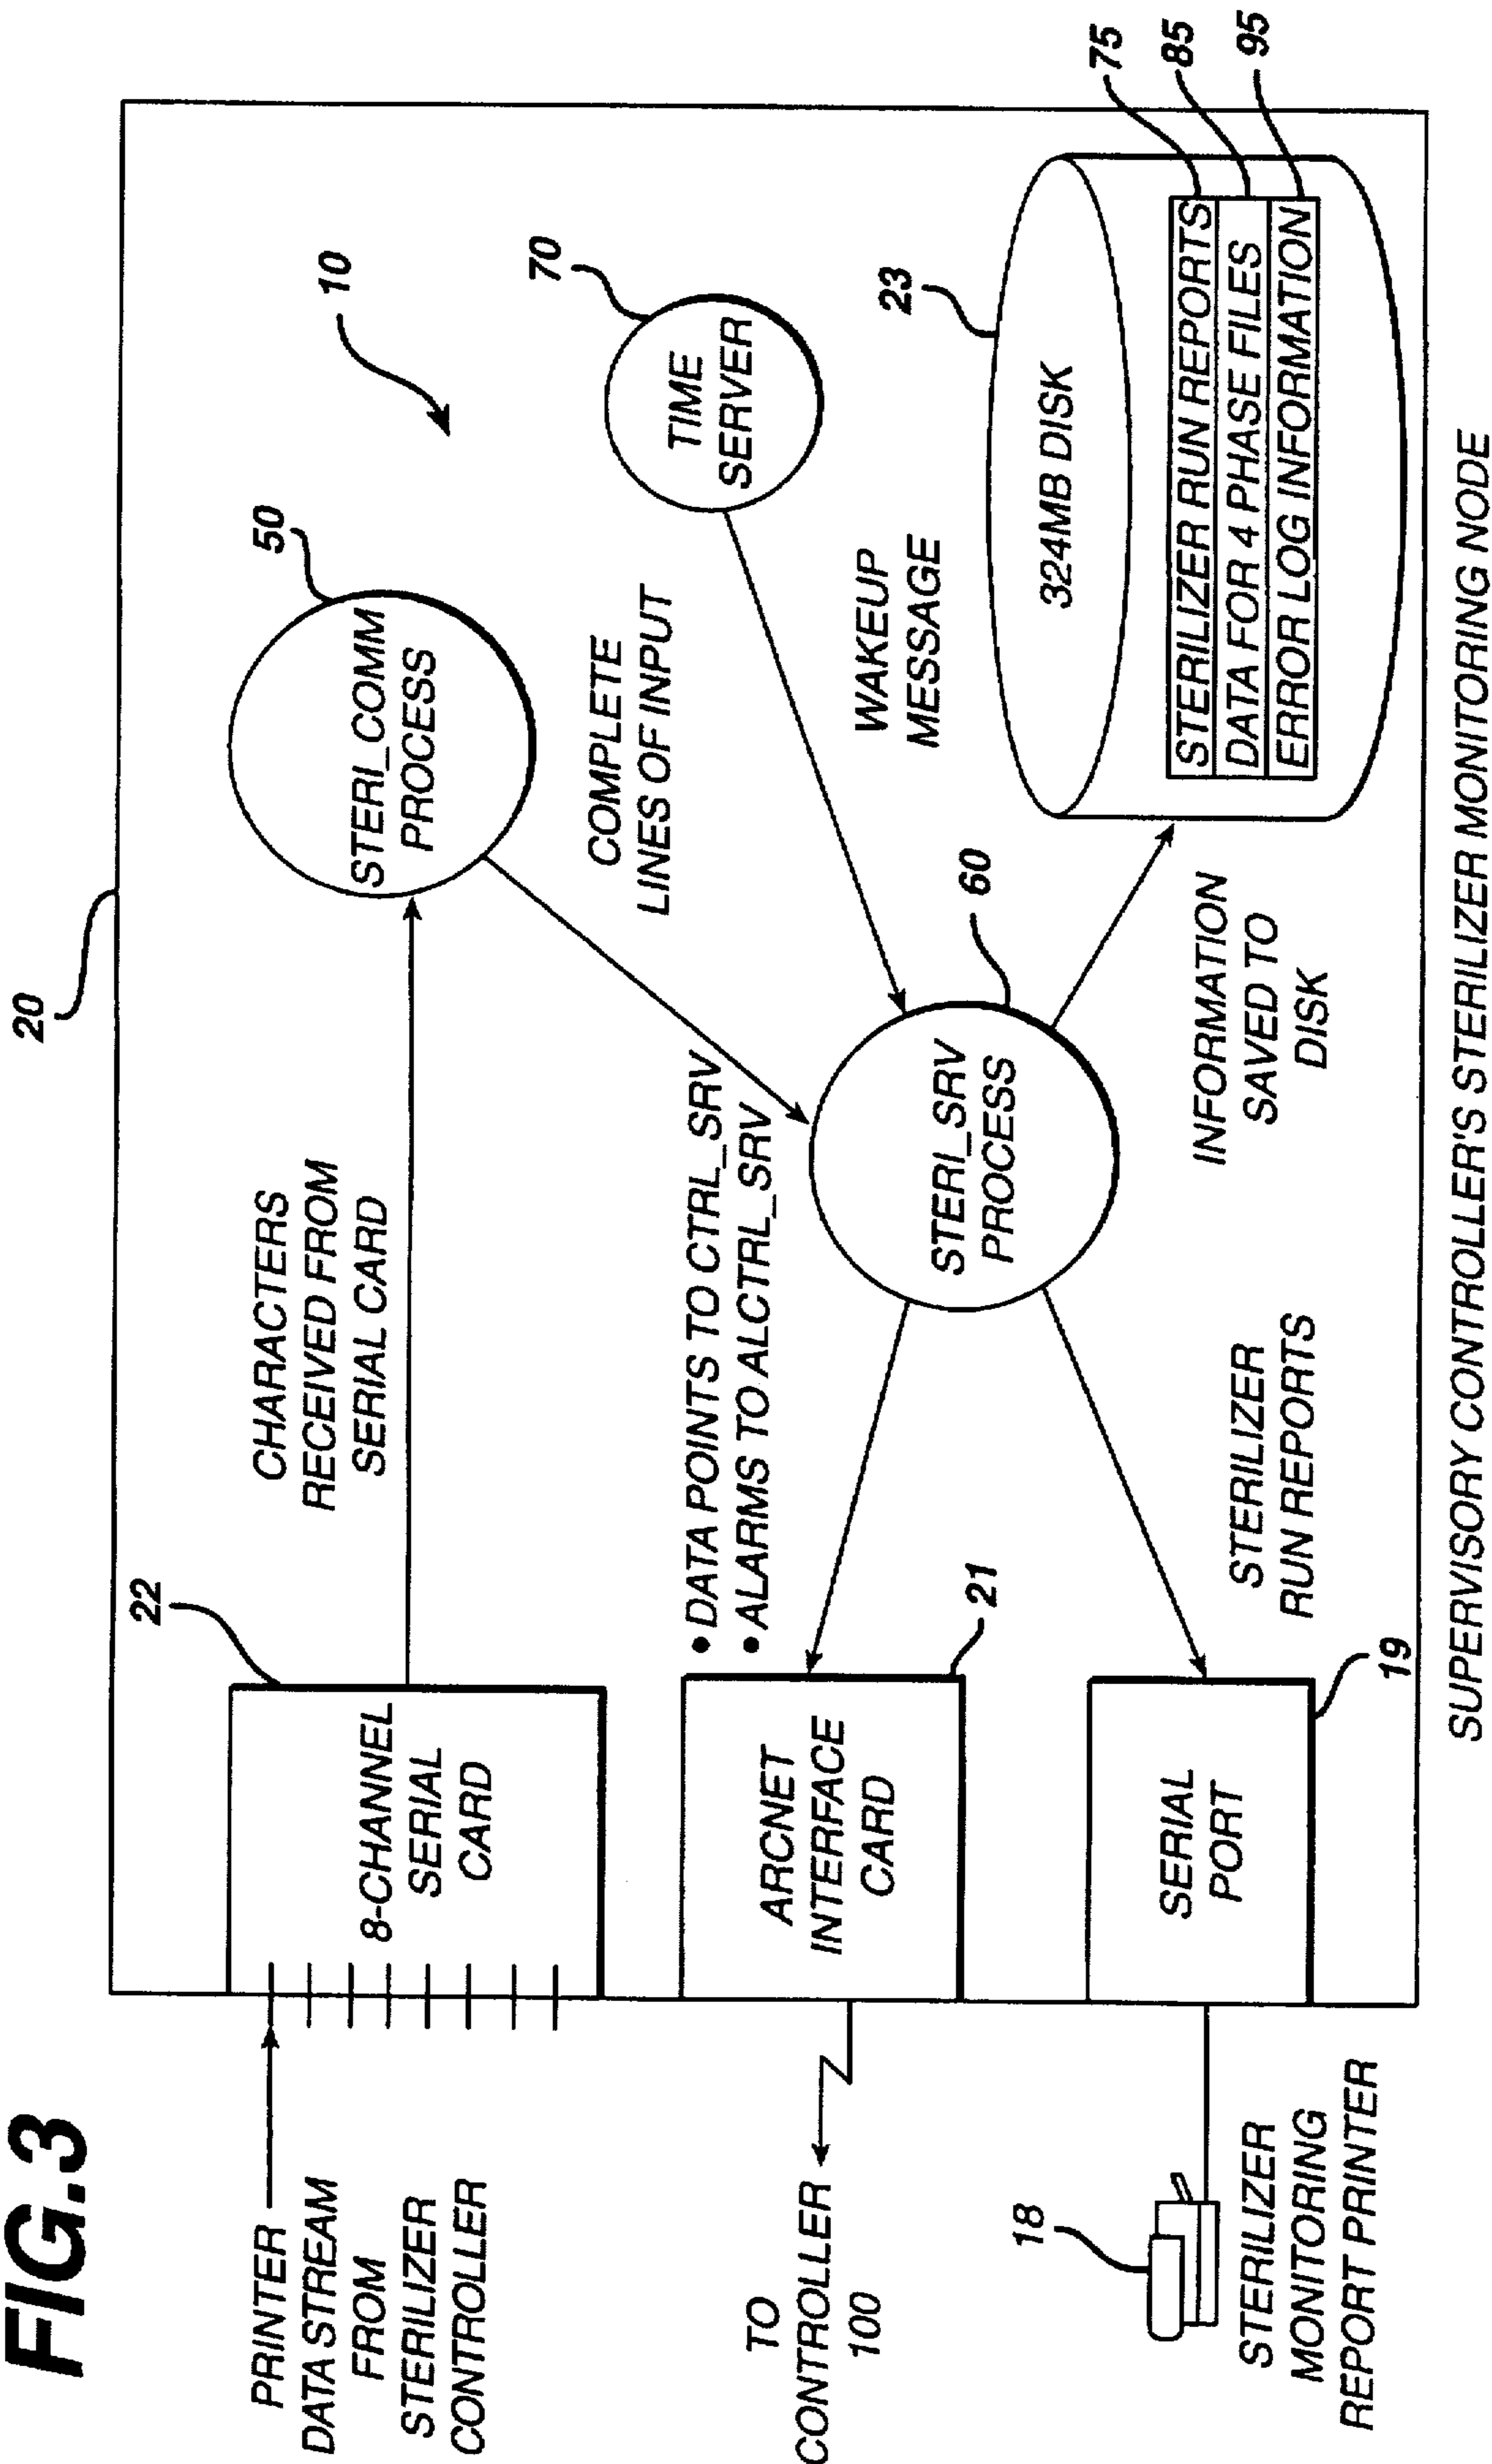 FIG.3
20
10
22
CHARACTERS
RECEIVED FROM
SERIAL CARD
50
STERI_COMM
PROCESS
PRINTER
DATA STREAM
FROM
STERILIZER
CONTROLLER
8-CHANNEL
SERIAL
CARD
COMPLETE
LINES OF INPUT
70
TIME
SERVER
• DATA POINTS TO CTRL_SRV
• ALARMS TO ALCTRL_SRV
WAKEUP
MESSAGE
TO
CONTROLLER
100
ARCNET
INTERFACE
CARD
21
STERI_SRV
PROCESS
60
23
324MB DISK
STERILIZER RUN REPORTS
DATA FOR 4 PHASE FILES
ERROR LOG INFORMATION
75
85
95
INFORMATION
SAVED TO
DISK
STERILIZER
RUN REPORTS
18
STERILIZER
MONITORING
REPORT PRINTER
SERIAL
PORT
19
SUPERVISORY CONTROLLER'S STERILIZER MONITORING NODE